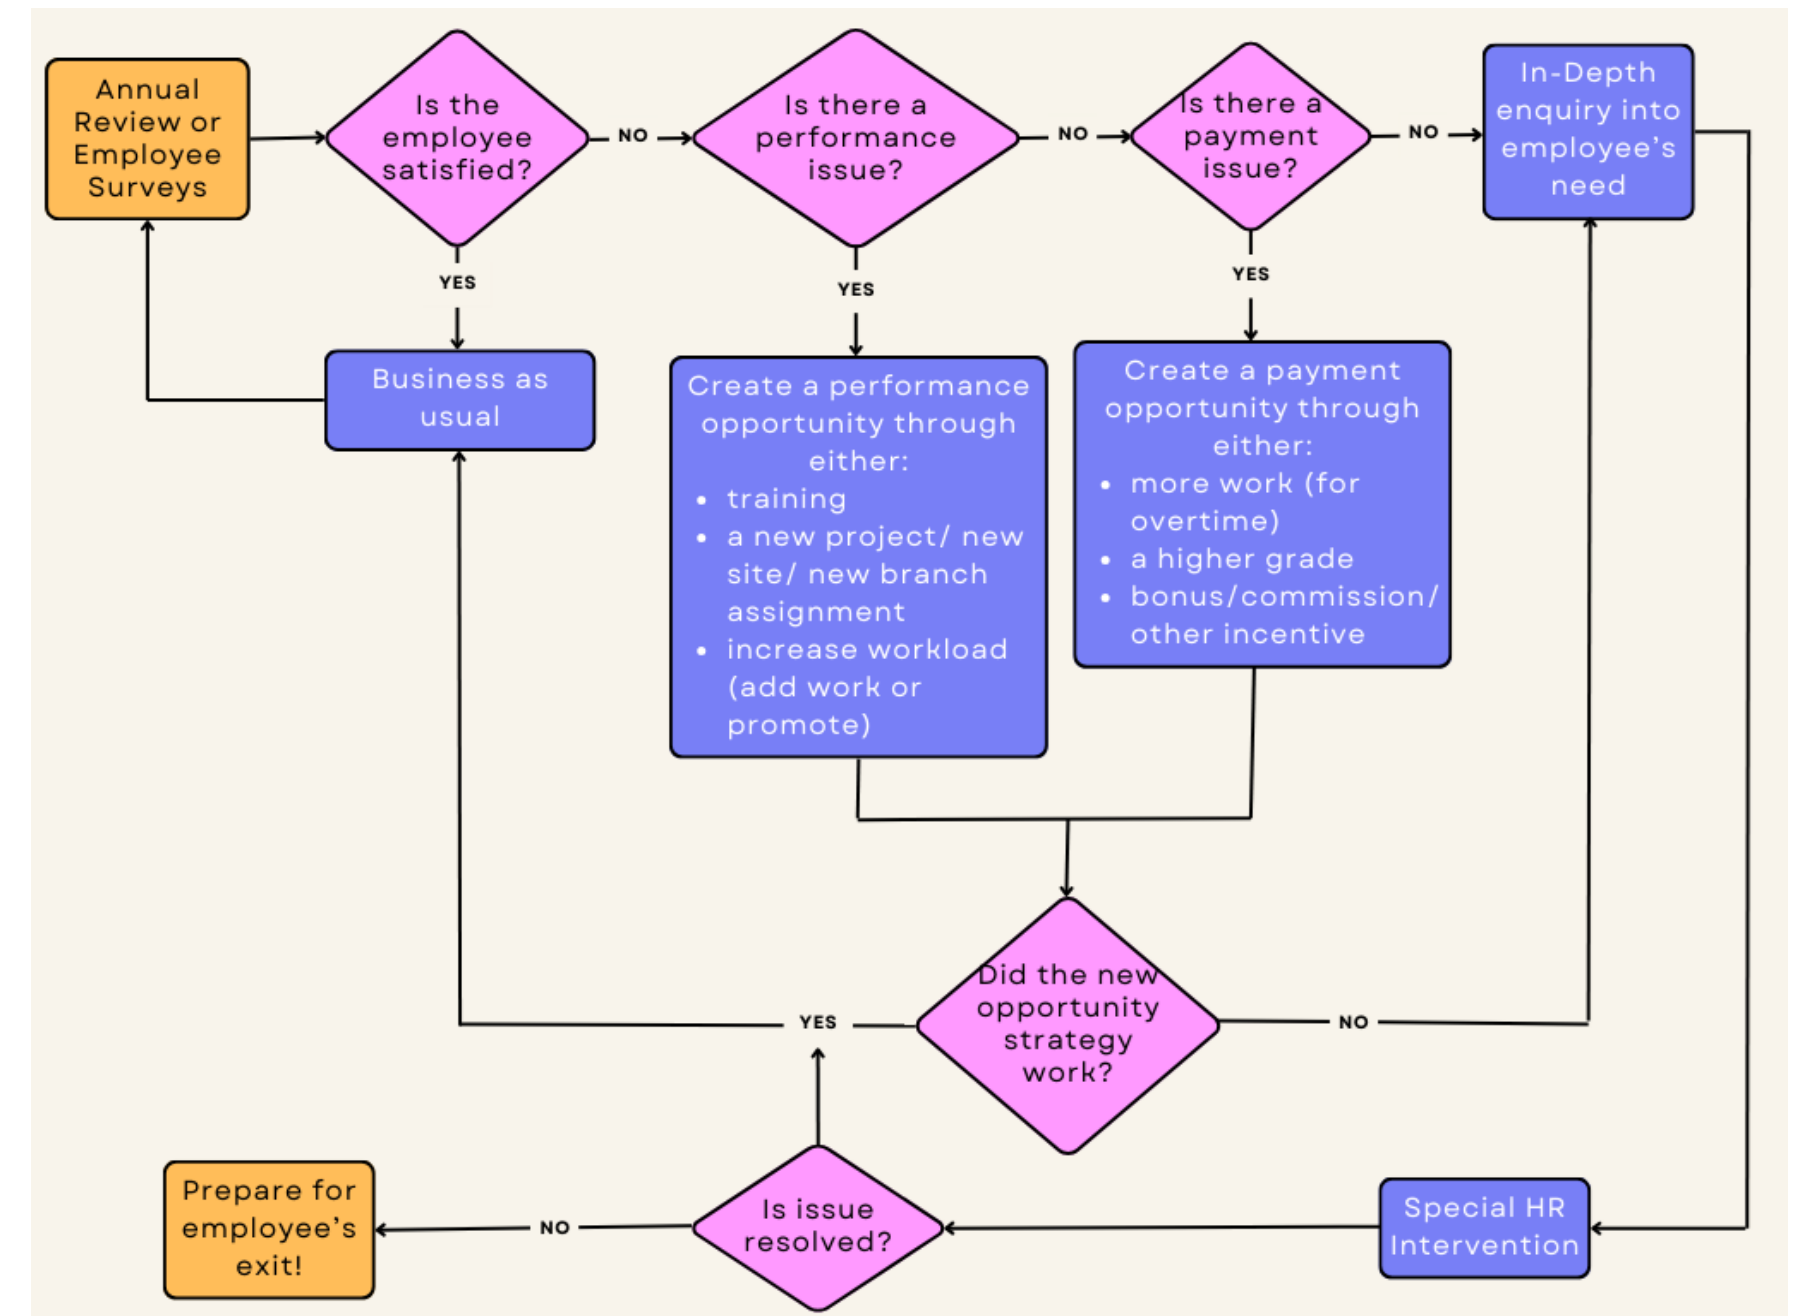 Annual
Review or
Employee
Surveys
Is the
employee
satisfied?
NO
Is there a
performance
issue?
NO
Is there a
payment
issue?
NO
In-Depth
enquiry into
employee's
need
YES
YES
YES
Business as
usual
Create a performance
opportunity through
either:
• training
• a new project/ new
site/ new branch
assignment
• increase workload
(add work or
promote)
Create a payment
opportunity through
either:
• more work (for
overtime)
• a higher grade
• bonus/commission/
other incentive
Did the new
opportunity
strategy
work?
YES
NO
Prepare for
employee's
exit!
NO
Is issue
resolved?
Special HR
Intervention